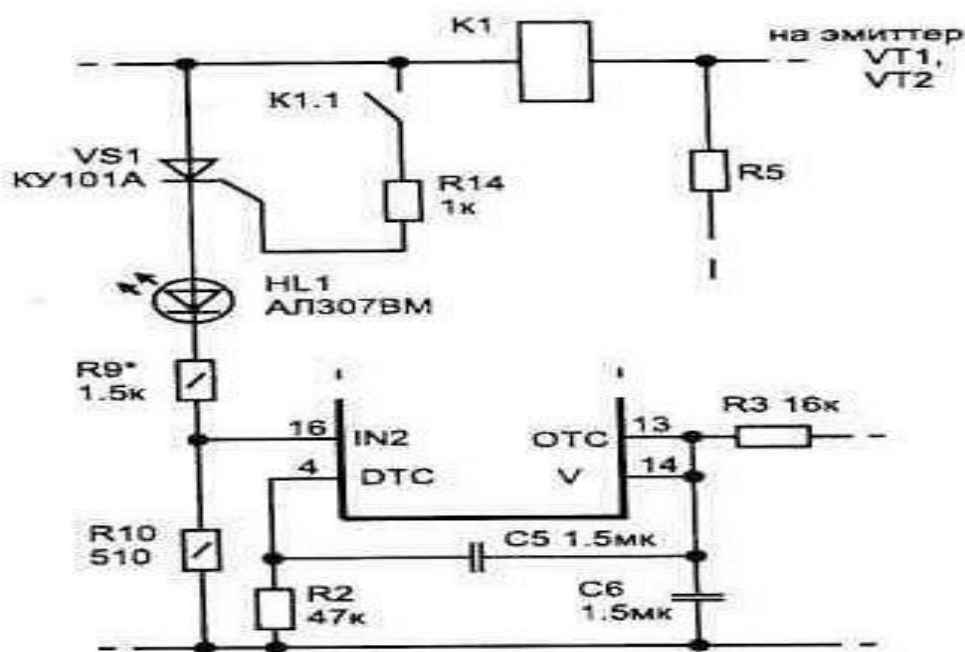 K1
на эмиттер
VT1,
VT2
K1.1
VS1
КУ101А
R14
1к
R5
HL1
АЛ307ВМ
R9*
1.5к
16
IN2
OTC
13
R3 16к
4
DTC
V
14
R10
510
C5 1.5мк
R2
47к
C6
1.5мк